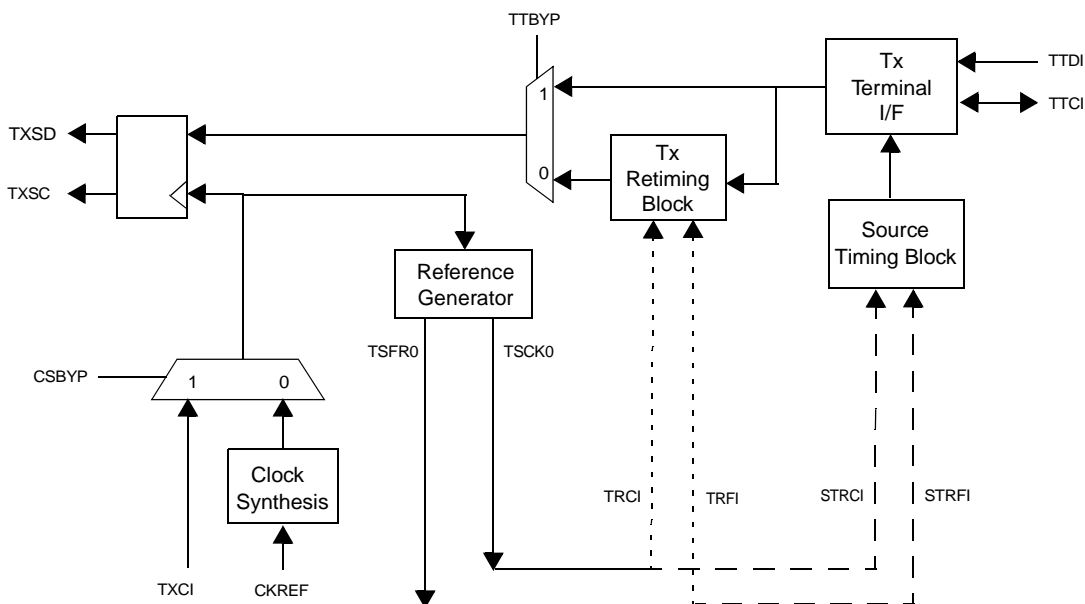 TTBYP
Tx
Terminal
I/F
TTDI
TTCI
1
0
TXSD
TXSC
Tx
Retiming
Block
Source
Timing Block
Reference
Generator
TSFR0
TSCK0
CSBYP
1
0
Clock
Synthesis
TRCI
TRFI
STRCI
STRFI
TXCI
CKREF